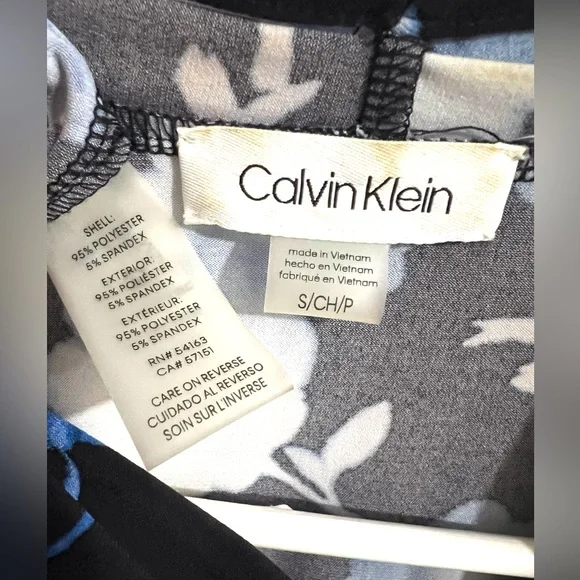 Calvin Klein
made in Vietnam
hecho en Vietnam
fabriqué en Vietnam
S/CH/P
SHELL:
95% POLYESTER
5% SPANDEX
EXTERIOR:
95% POLIÉSTER
5% SPANDEX
EXTÉRIEUR:
95% POLYESTER
5% SPANDEX
RN# 54163
CA# 57151
CARE ON REVERSE
CUIDADO AL REVERSO
SOIN SUR L'INVERSE